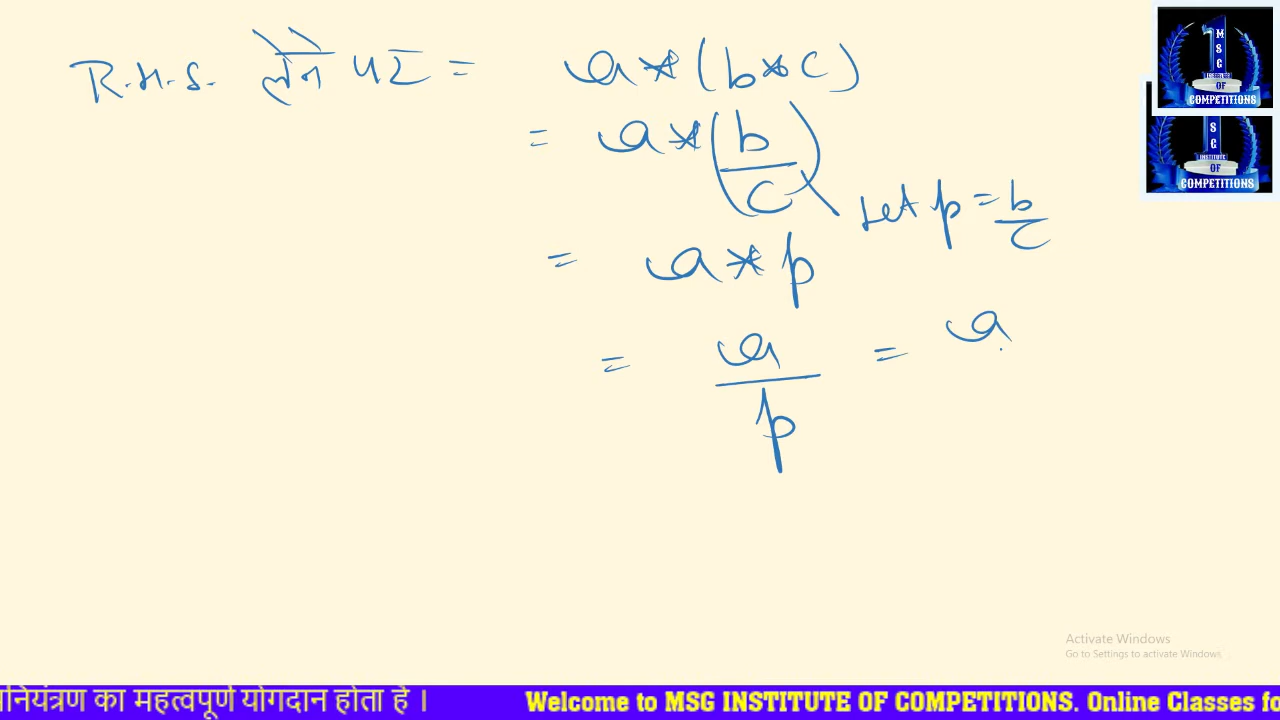 R.H.S. लेने पर = a * (b * c)
= a * (b/c)
Let p = b/c
= a * p
= a/p = a
MSG
INSTITUTE
OF
COMPETITIONS
INSTITUTE
OF
COMPETITIONS
Activate Windows
Go to Settings to activate Windows.
नियंत्रण का महत्वपूर्ण योगदान होता है । Welcome to MSG INSTITUTE OF COMPETITIONS. Online Classes fo